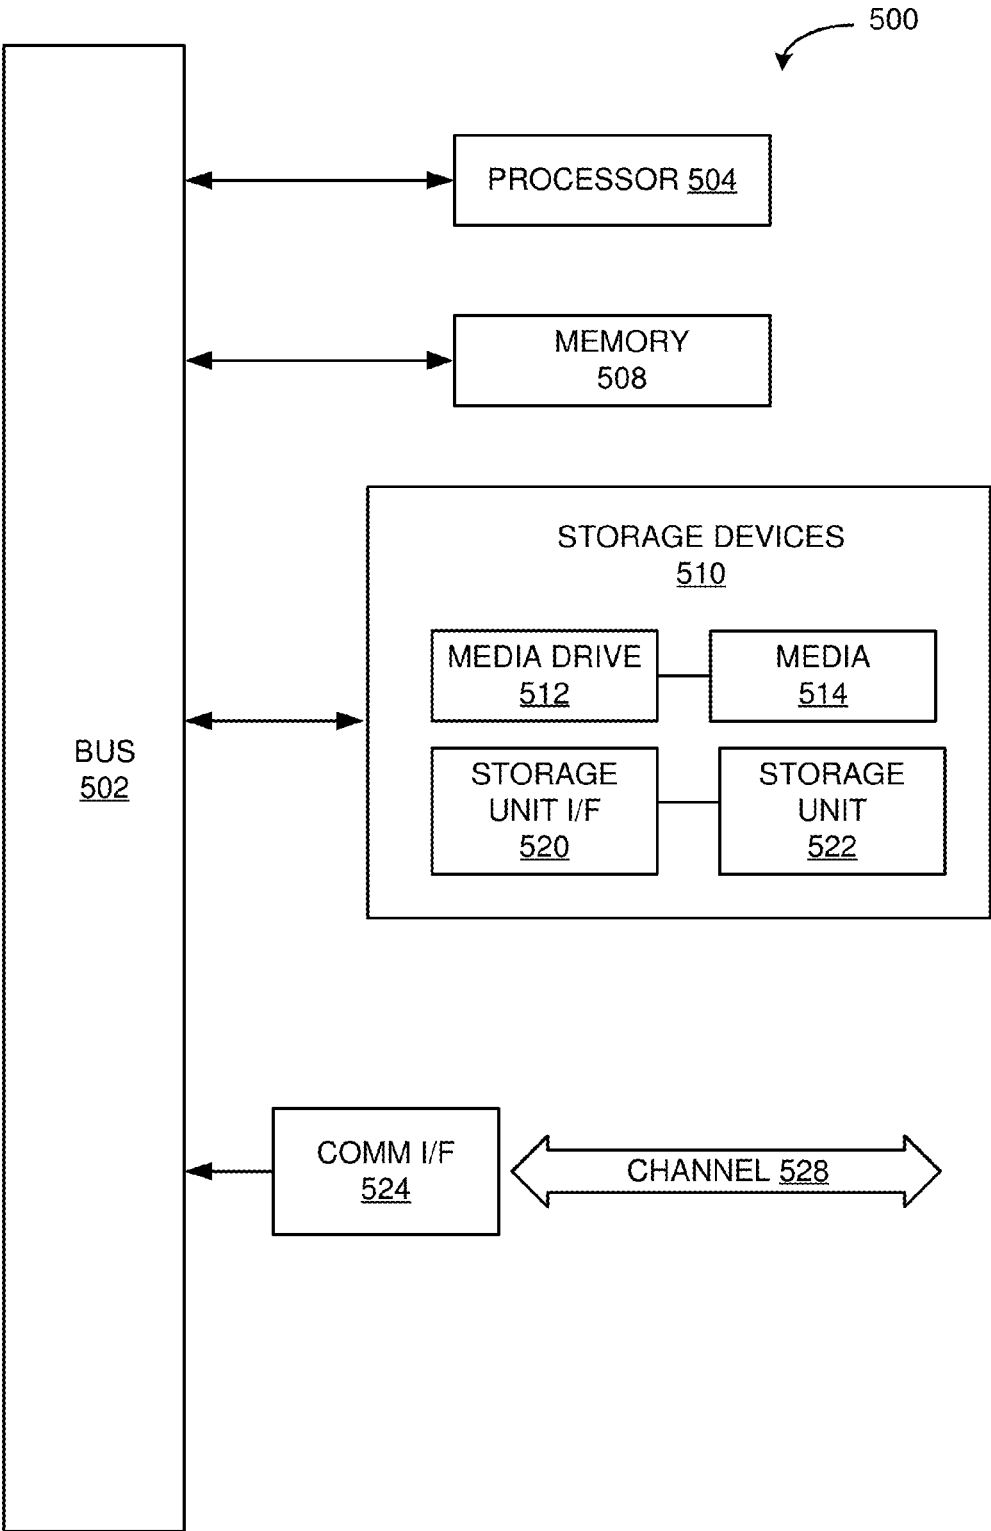 500
PROCESSOR 504
MEMORY
508
STORAGE DEVICES
510
MEDIA DRIVE
512
MEDIA
514
BUS
502
STORAGE
UNIT I/F
520
STORAGE
UNIT
522
COMM I/F
524
CHANNEL 528